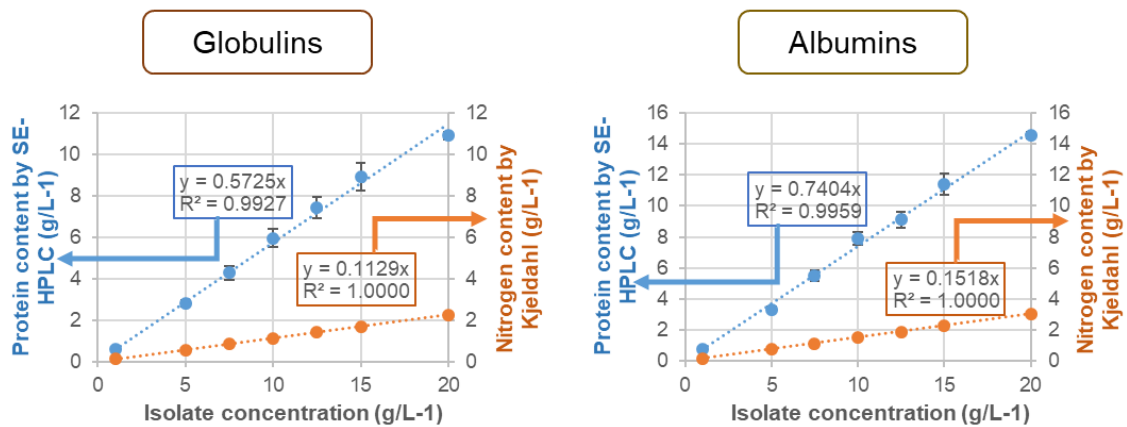 Globulins
Protein content by SE-
HPLC (g/L-1)
12
10
8
6
4
2
0
y = 0.5725x
R² = 0.9927
y = 0.1129x
R² = 1.0000
12
10
8
6
4
2
0
Nitrogen content by
Kjeldahl (g/L-1)
0 5 10 15 20
Isolate concentration (g/L-1)
Albumins
Protein content by SE-
HPLC (g/L-1)
16
14
12
10
8
6
4
2
0
y = 0.7404x
R² = 0.9959
y = 0.1518x
R² = 1.0000
16
14
12
10
8
6
4
2
0
Nitrogen content by
Kjeldahl (g/L-1)
0 5 10 15 20
Isolate concentration (g/L-1)